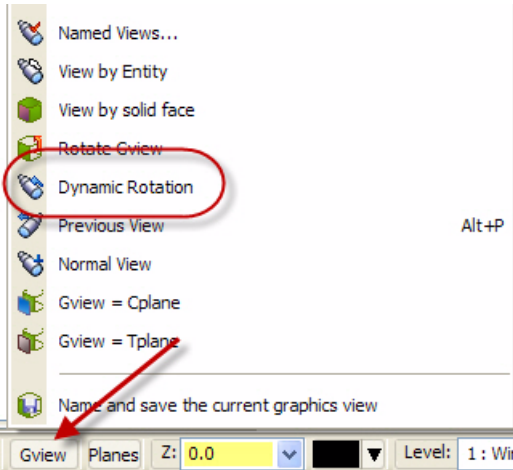 Named Views...
View by Entity
View by solid face
Rotate Gview
Dynamic Rotation
Previous View Alt+P
Normal View
Gview = Cplane
Gview = Tplane
Name and save the current graphics view
Gview Planes Z: 0.0 Level: 1 : Wi